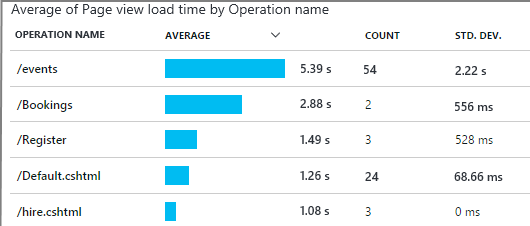 Average of Page view load time by Operation name
OPERATION NAME AVERAGE COUNT STD. DEV.
/events 5.39 s 54 2.22 s
/Bookings 2.88 s 2 556 ms
/Register 1.49 s 3 528 ms
/Default.cshtml 1.26 s 24 68.66 ms
/hire.cshtml 1.08 s 3 0 ms